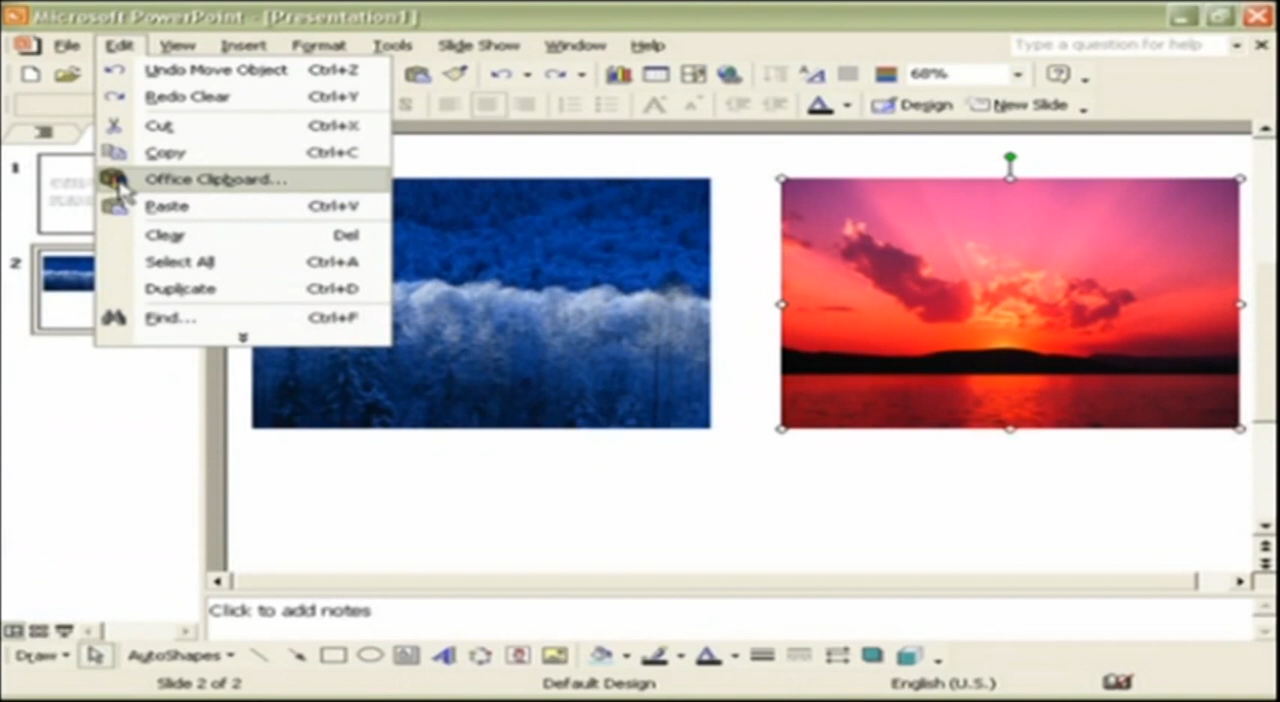 Microsoft PowerPoint - [Presentation1]
File Edit View Insert Format Tools Slide Show Window Help Type a question for help
68%
Design New Slide
Undo Move Object Ctrl+Z
Redo Clear Ctrl+Y
Cut Ctrl+X
Copy Ctrl+C
Office Clipboard...
Paste Ctrl+V
Clear Del
Select All Ctrl+A
Duplicate Ctrl+D
Find... Ctrl+F
1
2
Click to add notes
Draw AutoShapes
Slide 2 of 2 Default Design English (U.S.)